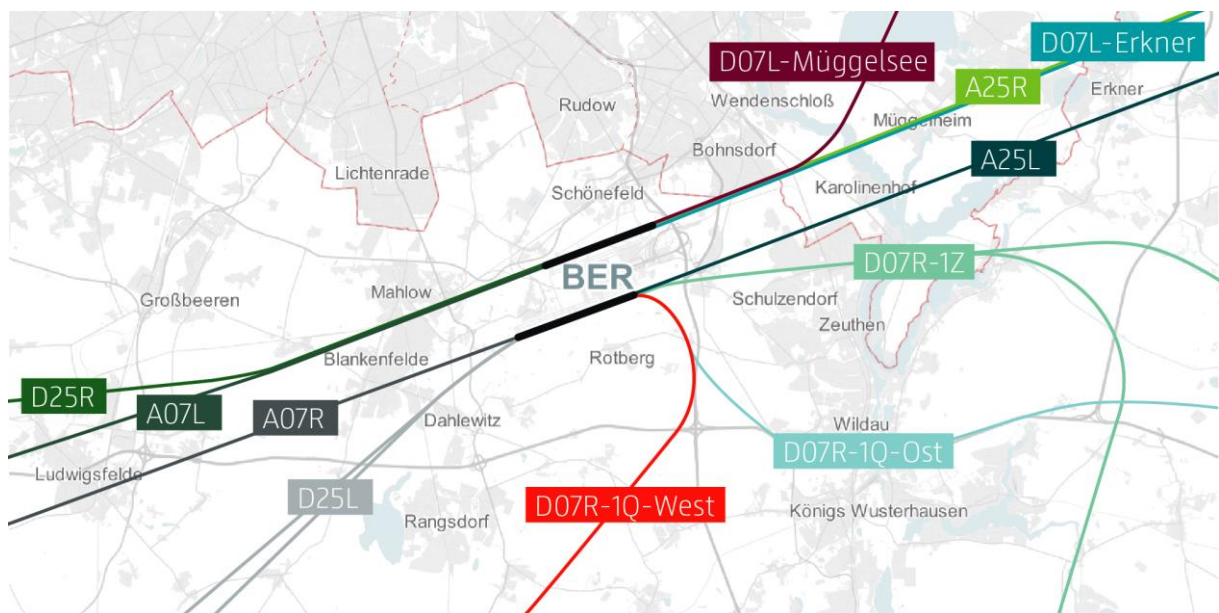 D07L-Erkner
D07L-Müggelsee
A25R
Erkner
Wendenschloß
Rudow
Müggelheim
Bohnsdorf
A25L
Lichtenrade
Schönefeld
Karolinenhof
D07R-1Z
BER
Mahlow
Großbeeren
Schulzendorf
Zeuthen
Blankenfelde
Rotberg
D25R
A07L
A07R
Dahlewitz
Wildau
D07R-1Q-Ost
Ludwigsfelde
D25L
D07R-1Q-West
Rangsdorf
Königs Wusterhausen